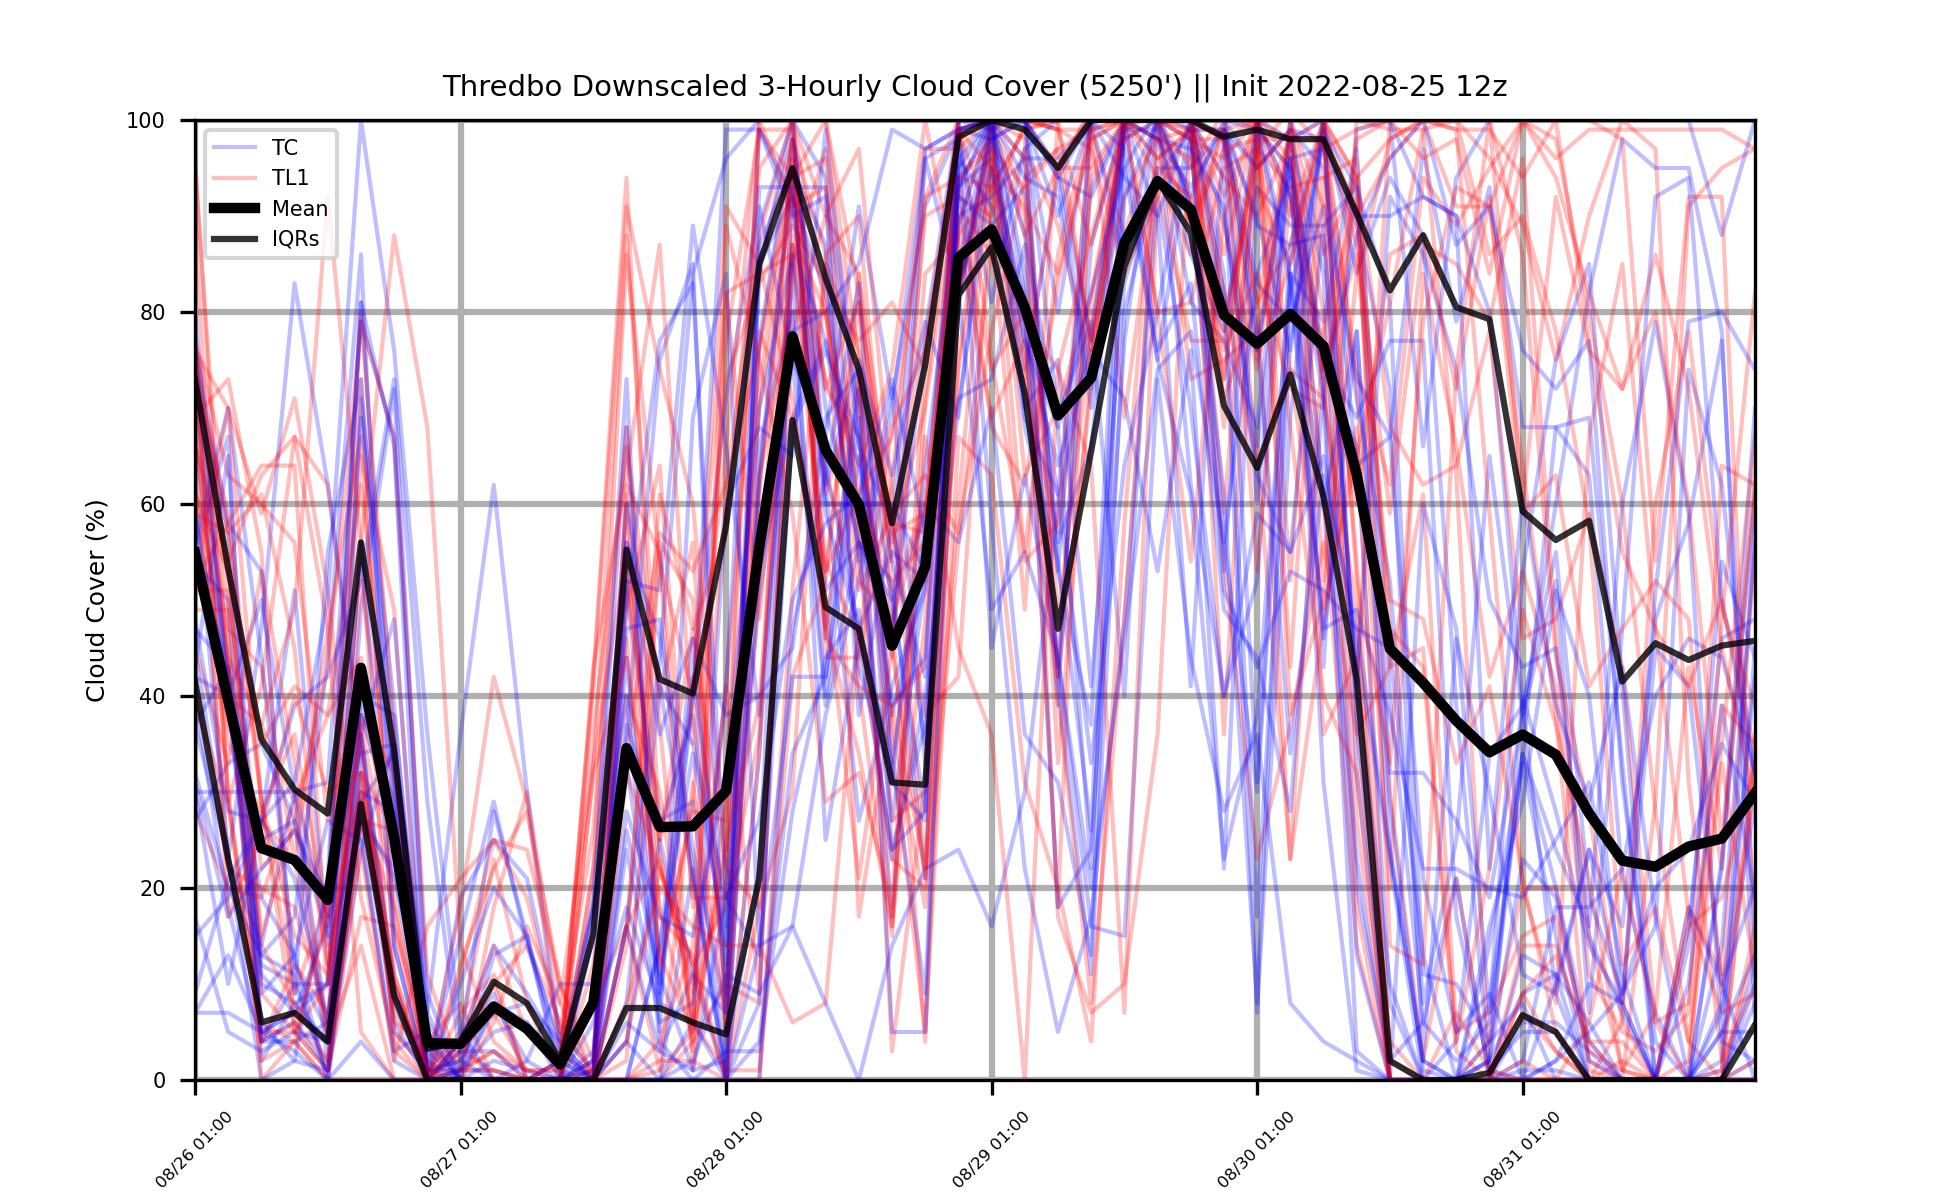 Thredbo Downscaled 3-Hourly Cloud Cover (5250') || Init 2022-08-25 12z
TC
TL1
Mean
IQRs
Cloud Cover (%)
100
80
60
40
20
0
08/26 01:00
08/27 01:00
08/28 01:00
08/29 01:00
08/30 01:00
08/31 01:00